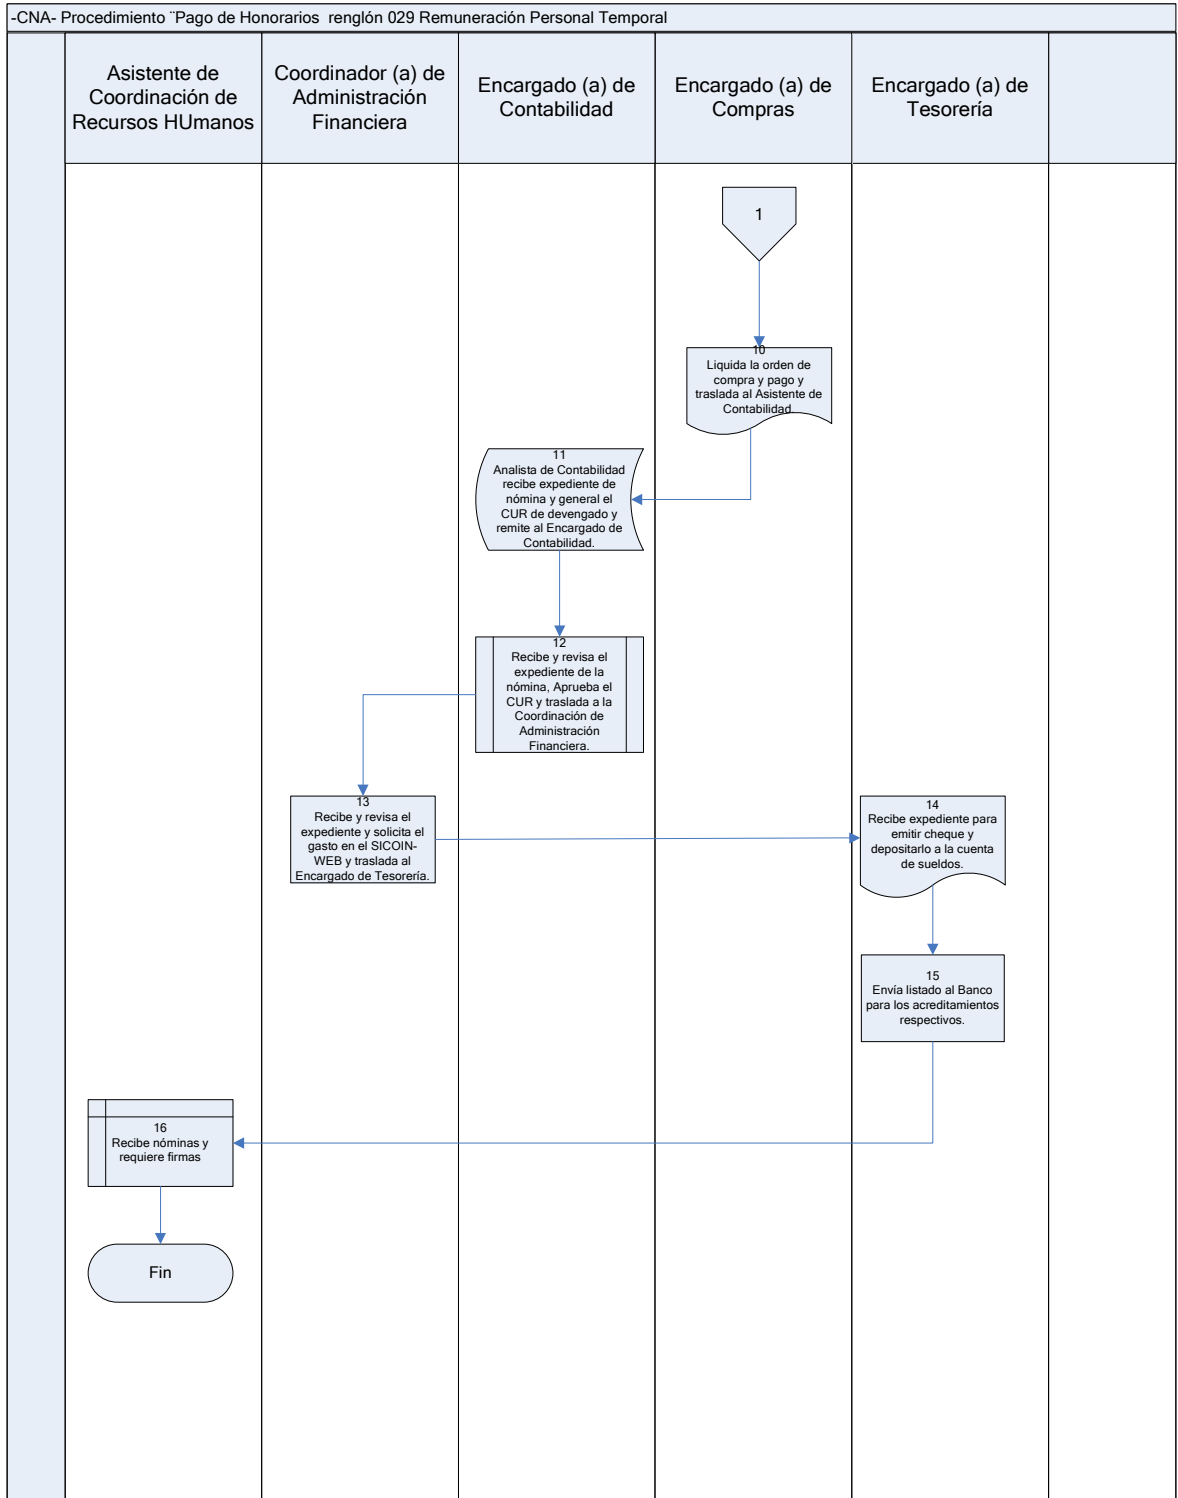 -CNA- Procedimiento ¨Pago de Honorarios  renglón 029 Remuneración Personal Temporal
Asistente de
Coordinación de
Recursos HUmanos
Coordinador (a) de
Administración
Financiera
Encargado (a) de
Contabilidad
Encargado (a) de
Compras
Encargado (a) de
Tesorería
1
10
Liquida la orden de
compra y pago y
traslada al Asistente de
Contabilidad.
11
Analista de Contabilidad
recibe expediente de
nómina y general el
CUR de devengado y
remite al Encargado de
Contabilidad.
12
Recibe y revisa el
expediente de la
nómina, Aprueba el
CUR y traslada a la
Coordinación de
Administración
Financiera.
13
Recibe y revisa el
expediente y solicita el
gasto en el SICOIN-
WEB y traslada al
Encargado de Tesorería.
14
Recibe expediente para
emitir cheque y
depositarlo a la cuenta
de sueldos.
15
Envía listado al Banco
para los acreditamientos
respectivos.
16
Recibe nóminas y
requiere firmas
Fin